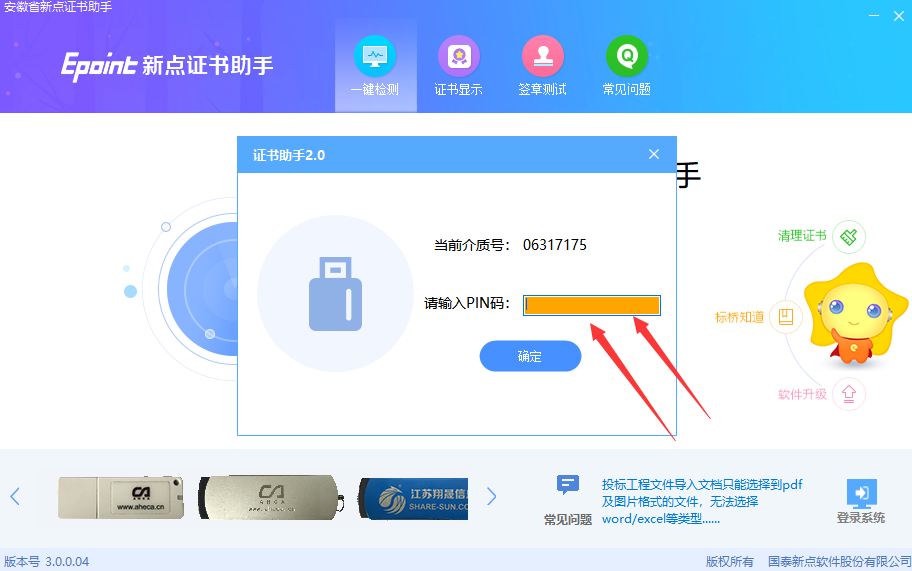 安徽省新点证书助手
Epoint 新点证书助手
一键检测
证书显示
签章测试
常见问题
证书助手2.0
手
当前介质号: 06317175
请输入PIN码:
确定
清理证书
标桥知道
软件升级
CA
AHECA
www.aheca.cn
CA
AHECA
江苏翔晟信
SHARE-SUN.CO
常见问题
投标工程文件导入文档只能选择到pdf
及图片格式的文件，无法选择
word/excel等类型......
登录系统
版本号 3.0.0.04
版权所有 国泰新点软件股份有限公司